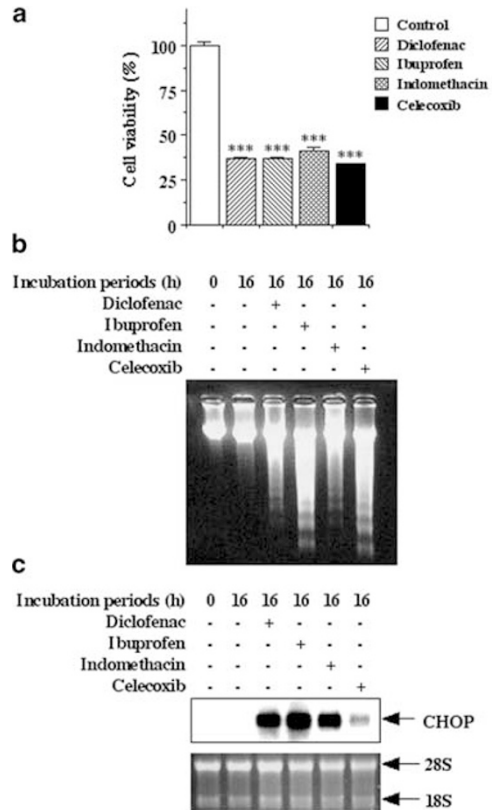 a
Cell viability (%)
100
75
50
25
0
*** *** *** ***
Control
Diclofenac
Ibuprofen
Indomethacin
Celecoxib
b
Incubation periods (h) 0 16 16 16 16 16
Diclofenac - - + - - -
Ibuprofen - - - + - -
Indomethacin - - - - + -
Celecoxib - - - - - +
c
Incubation periods (h) 0 16 16 16 16 16
Diclofenac - - + - - -
Ibuprofen - - - + - -
Indomethacin - - - - + -
Celecoxib - - - - - +
CHOP
28S
18S